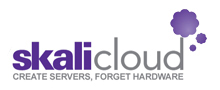 skalicloud
CREATE SERVERS, FORGET HARDWARE